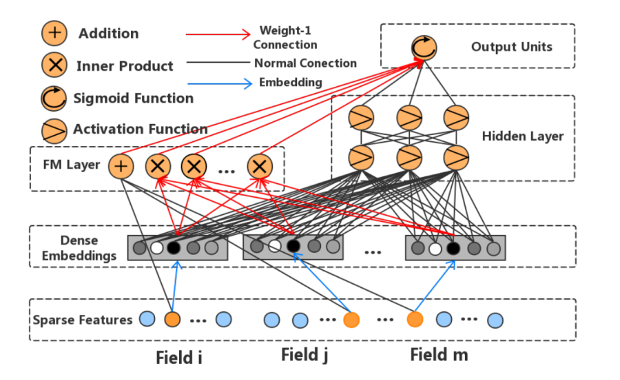 Addition
Weight-1
Connection
Inner Product
Normal Conection
Embedding
Sigmoid Function
Activation Function
Output Units
Hidden Layer
FM Layer
...
Dense
Embeddings
...
Sparse Features
... ... ... ...
Field i
Field j
Field m